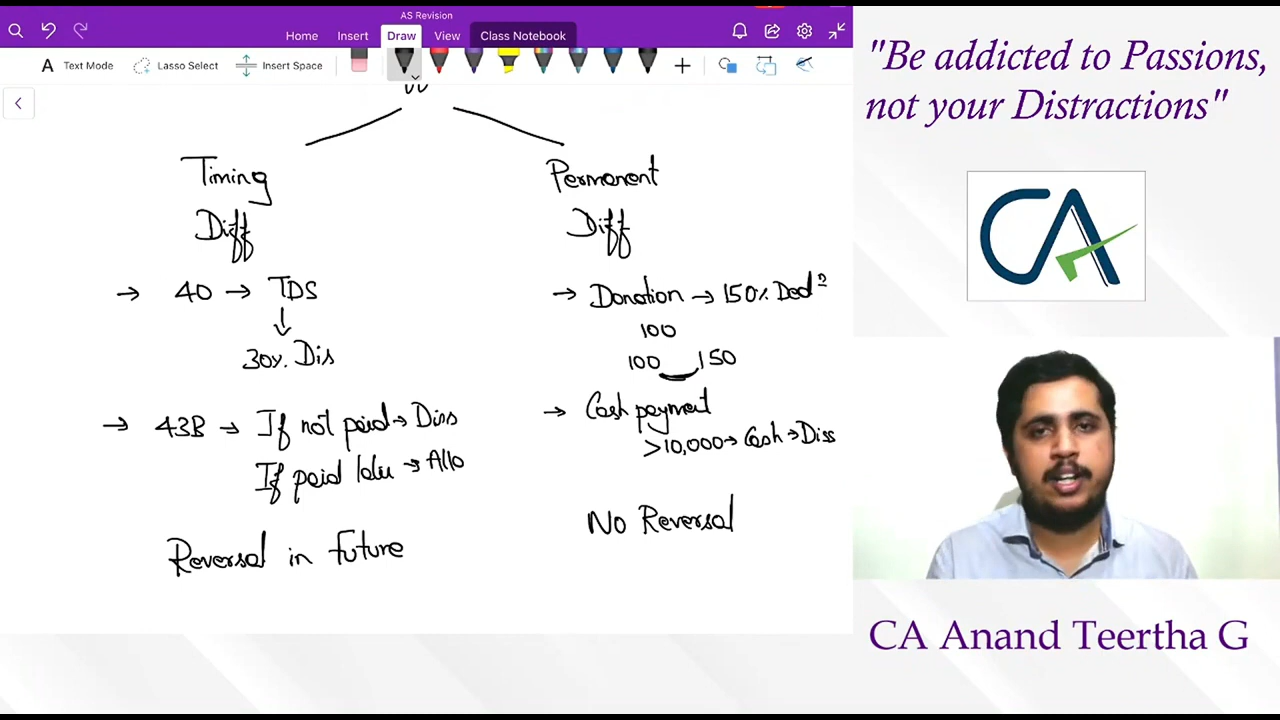 AS Revision
Home Insert Draw View Class Notebook
A Text Mode Lasso Select Insert Space
Timing
Diff
→ 40 → TDS
↓
30%. Dis
→ 43B → If not paid → Diss
If paid later → Allo
Reversal in future
Permanent
Diff
→ Donation → 150% Dedn
100
100 150
→ Cash payment
>10,000 → Cash → Diss
No Reversal
"Be addicted to Passions,
not your Distractions"
CA
CA Anand Teertha G